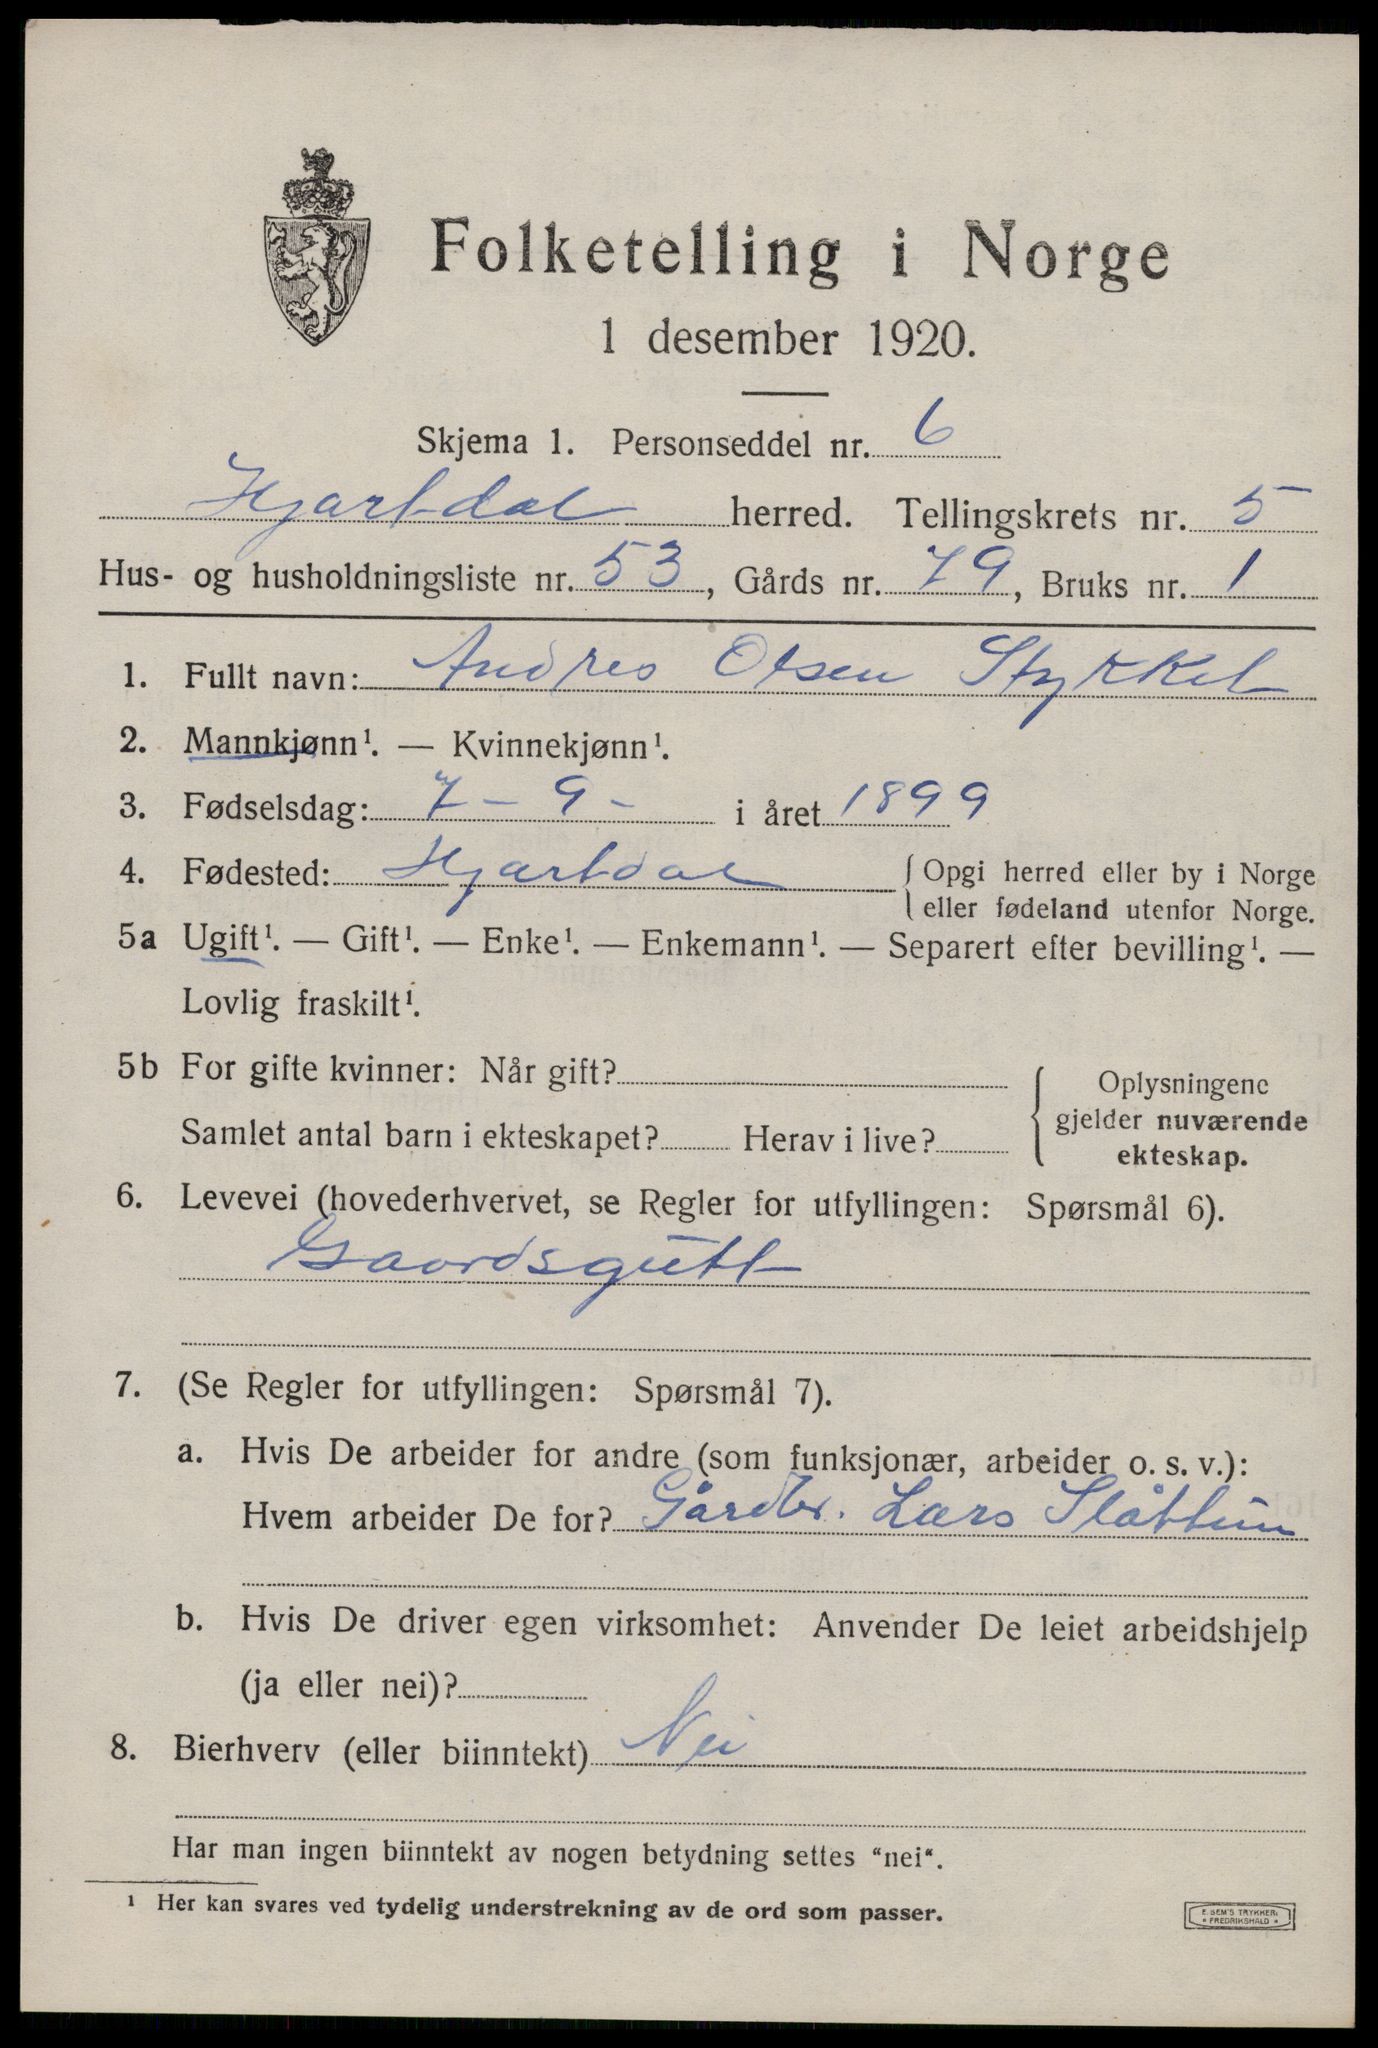 Folketelling i Norge
1 desember 1920.
Skjema 1. Personseddel nr. 6
Hjartdal herred. Tellingskrets nr. 5
Hus- og husholdningsliste nr. 53, Gårds nr. 79, Bruks nr. 1
1. Fullt navn: Andres Olsen Stykket
2. Mannkjønn¹. — Kvinnekjønn¹.
3. Fødselsdag: 7 - 9 - i året 1899
4. Fødested: Hjartdal { Opgi herred eller by i Norge
eller fødeland utenfor Norge.
5a Ugift¹. — Gift¹. — Enke¹. — Enkemann¹. — Separert efter bevilling¹. —
Lovlig fraskilt¹.
5b For gifte kvinner: Når gift?
Samlet antal barn i ekteskapet? Herav i live?
Oplysningene
gjelder nuværende
ekteskap.
6. Levevei (hovederhvervet, se Regler for utfyllingen: Spørsmål 6).
Gaardsgutt
7. (Se Regler for utfyllingen: Spørsmål 7).
a. Hvis De arbeider for andre (som funksjonær, arbeider o. s. v.):
Hvem arbeider De for? Gårdbr. Lars Slåttun
b. Hvis De driver egen virksomhet: Anvender De leiet arbeidshjelp
(ja eller nei)?
8. Bierhverv (eller biinntekt) Nei
Har man ingen biinntekt av nogen betydning settes "nei".
¹ Her kan svares ved tydelig understrekning av de ord som passer.
E. SEM'S TRYKKERI
* FREDRIKSHALD *